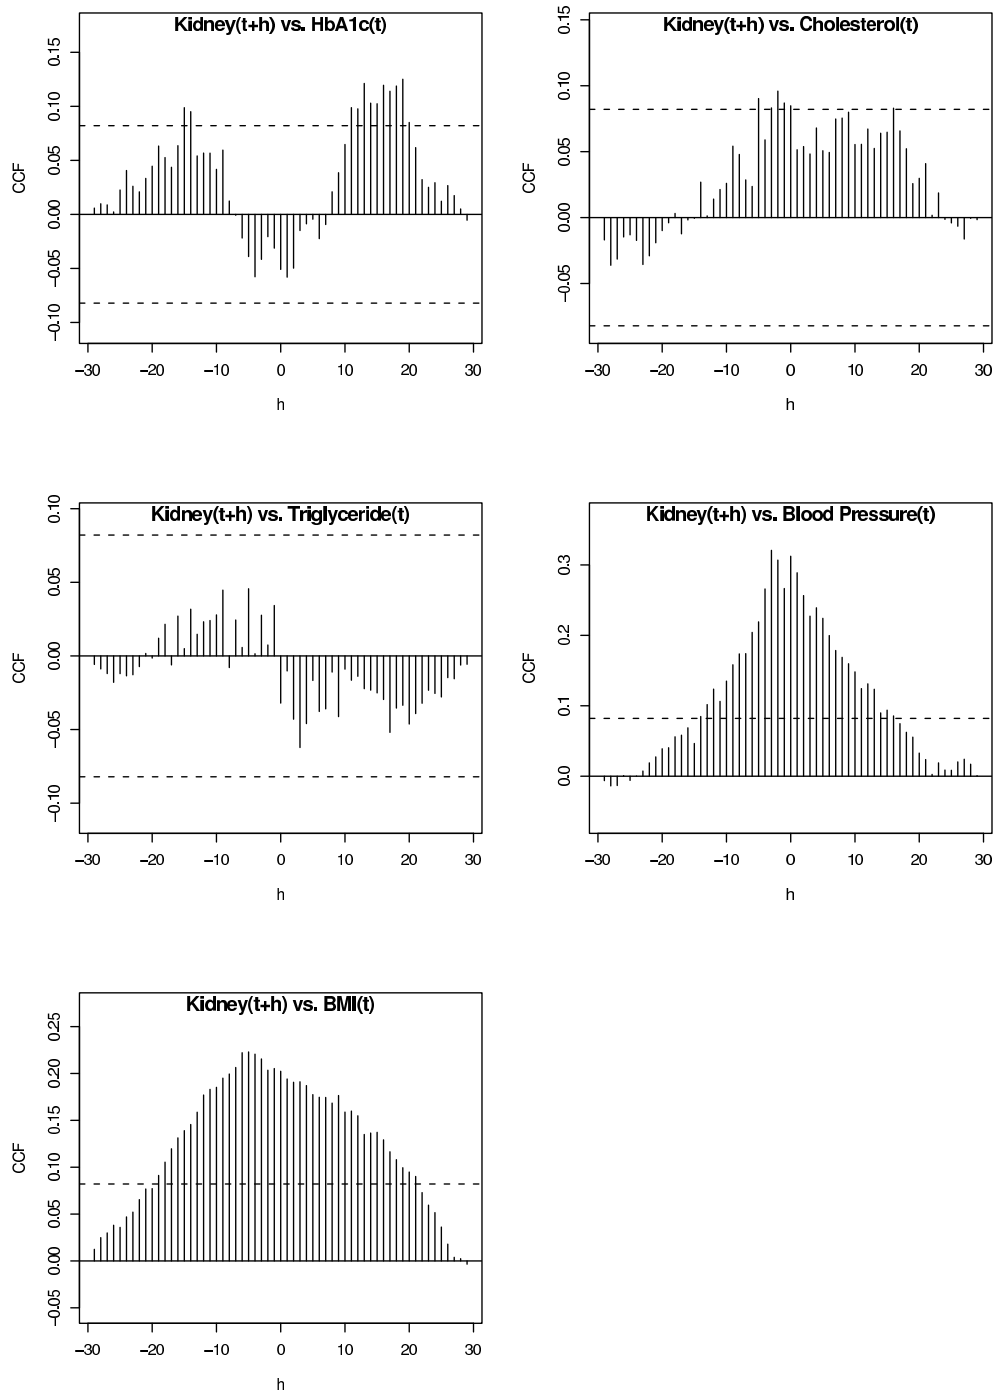 Kidney(t+h) vs. HbA1c(t)
CCF
0.15
0.10
0.05
0.00
−0.05
−0.10
−30 −20 −10 0 10 20 30
h
Kidney(t+h) vs. Cholesterol(t)
CCF
0.15
0.10
0.05
0.00
−0.05
−30 −20 −10 0 10 20 30
h
Kidney(t+h) vs. Triglyceride(t)
CCF
0.10
0.05
0.00
−0.05
−0.10
−30 −20 −10 0 10 20 30
h
Kidney(t+h) vs. Blood Pressure(t)
CCF
0.3
0.2
0.1
0.0
−30 −20 −10 0 10 20 30
h
Kidney(t+h) vs. BMI(t)
CCF
0.25
0.20
0.15
0.10
0.05
0.00
−0.05
−30 −20 −10 0 10 20 30
h